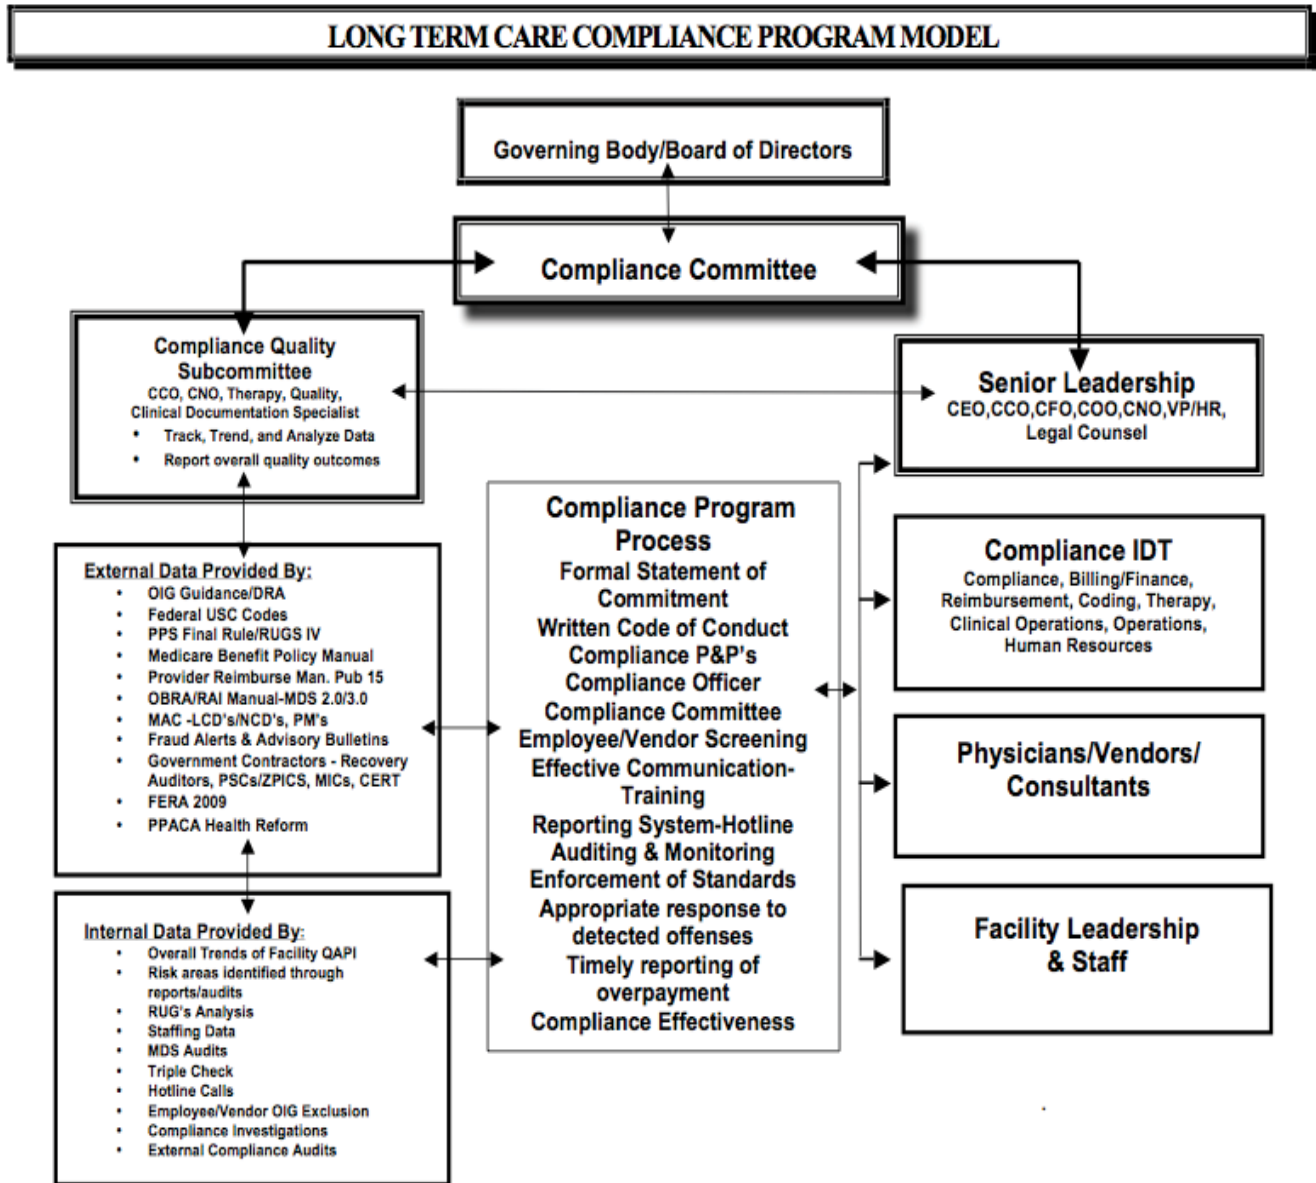 LONG TERM CARE COMPLIANCE PROGRAM MODEL
Governing Body/Board of Directors
Compliance Committee
Compliance Quality
Subcommittee
CCO, CNO, Therapy, Quality,
Clinical Documentation Specialist
• Track, Trend, and Analyze Data
• Report overall quality outcomes
Senior Leadership
CEO,CCO,CFO,COO,CNO,VP/HR,
Legal Counsel
External Data Provided By:
• OIG Guidance/DRA
• Federal USC Codes
• PPS Final Rule/RUGS IV
• Medicare Benefit Policy Manual
• Provider Reimburse Man. Pub 15
• OBRA/RAI Manual-MDS 2.0/3.0
• MAC -LCD's/NCD's, PM's
• Fraud Alerts & Advisory Bulletins
• Government Contractors - Recovery
Auditors, PSCs/ZPICS, MICs, CERT
• FERA 2009
• PPACA Health Reform
Internal Data Provided By:
• Overall Trends of Facility QAPI
• Risk areas identified through
reports/audits
• RUG's Analysis
• Staffing Data
• MDS Audits
• Triple Check
• Hotline Calls
• Employee/Vendor OIG Exclusion
• Compliance Investigations
• External Compliance Audits
Compliance Program
Process
Formal Statement of
Commitment
Written Code of Conduct
Compliance P&P's
Compliance Officer
Compliance Committee
Employee/Vendor Screening
Effective Communication-
Training
Reporting System-Hotline
Auditing & Monitoring
Enforcement of Standards
Appropriate response to
detected offenses
Timely reporting of
overpayment
Compliance Effectiveness
Compliance IDT
Compliance, Billing/Finance,
Reimbursement, Coding, Therapy,
Clinical Operations, Operations,
Human Resources
Physicians/Vendors/
Consultants
Facility Leadership
& Staff